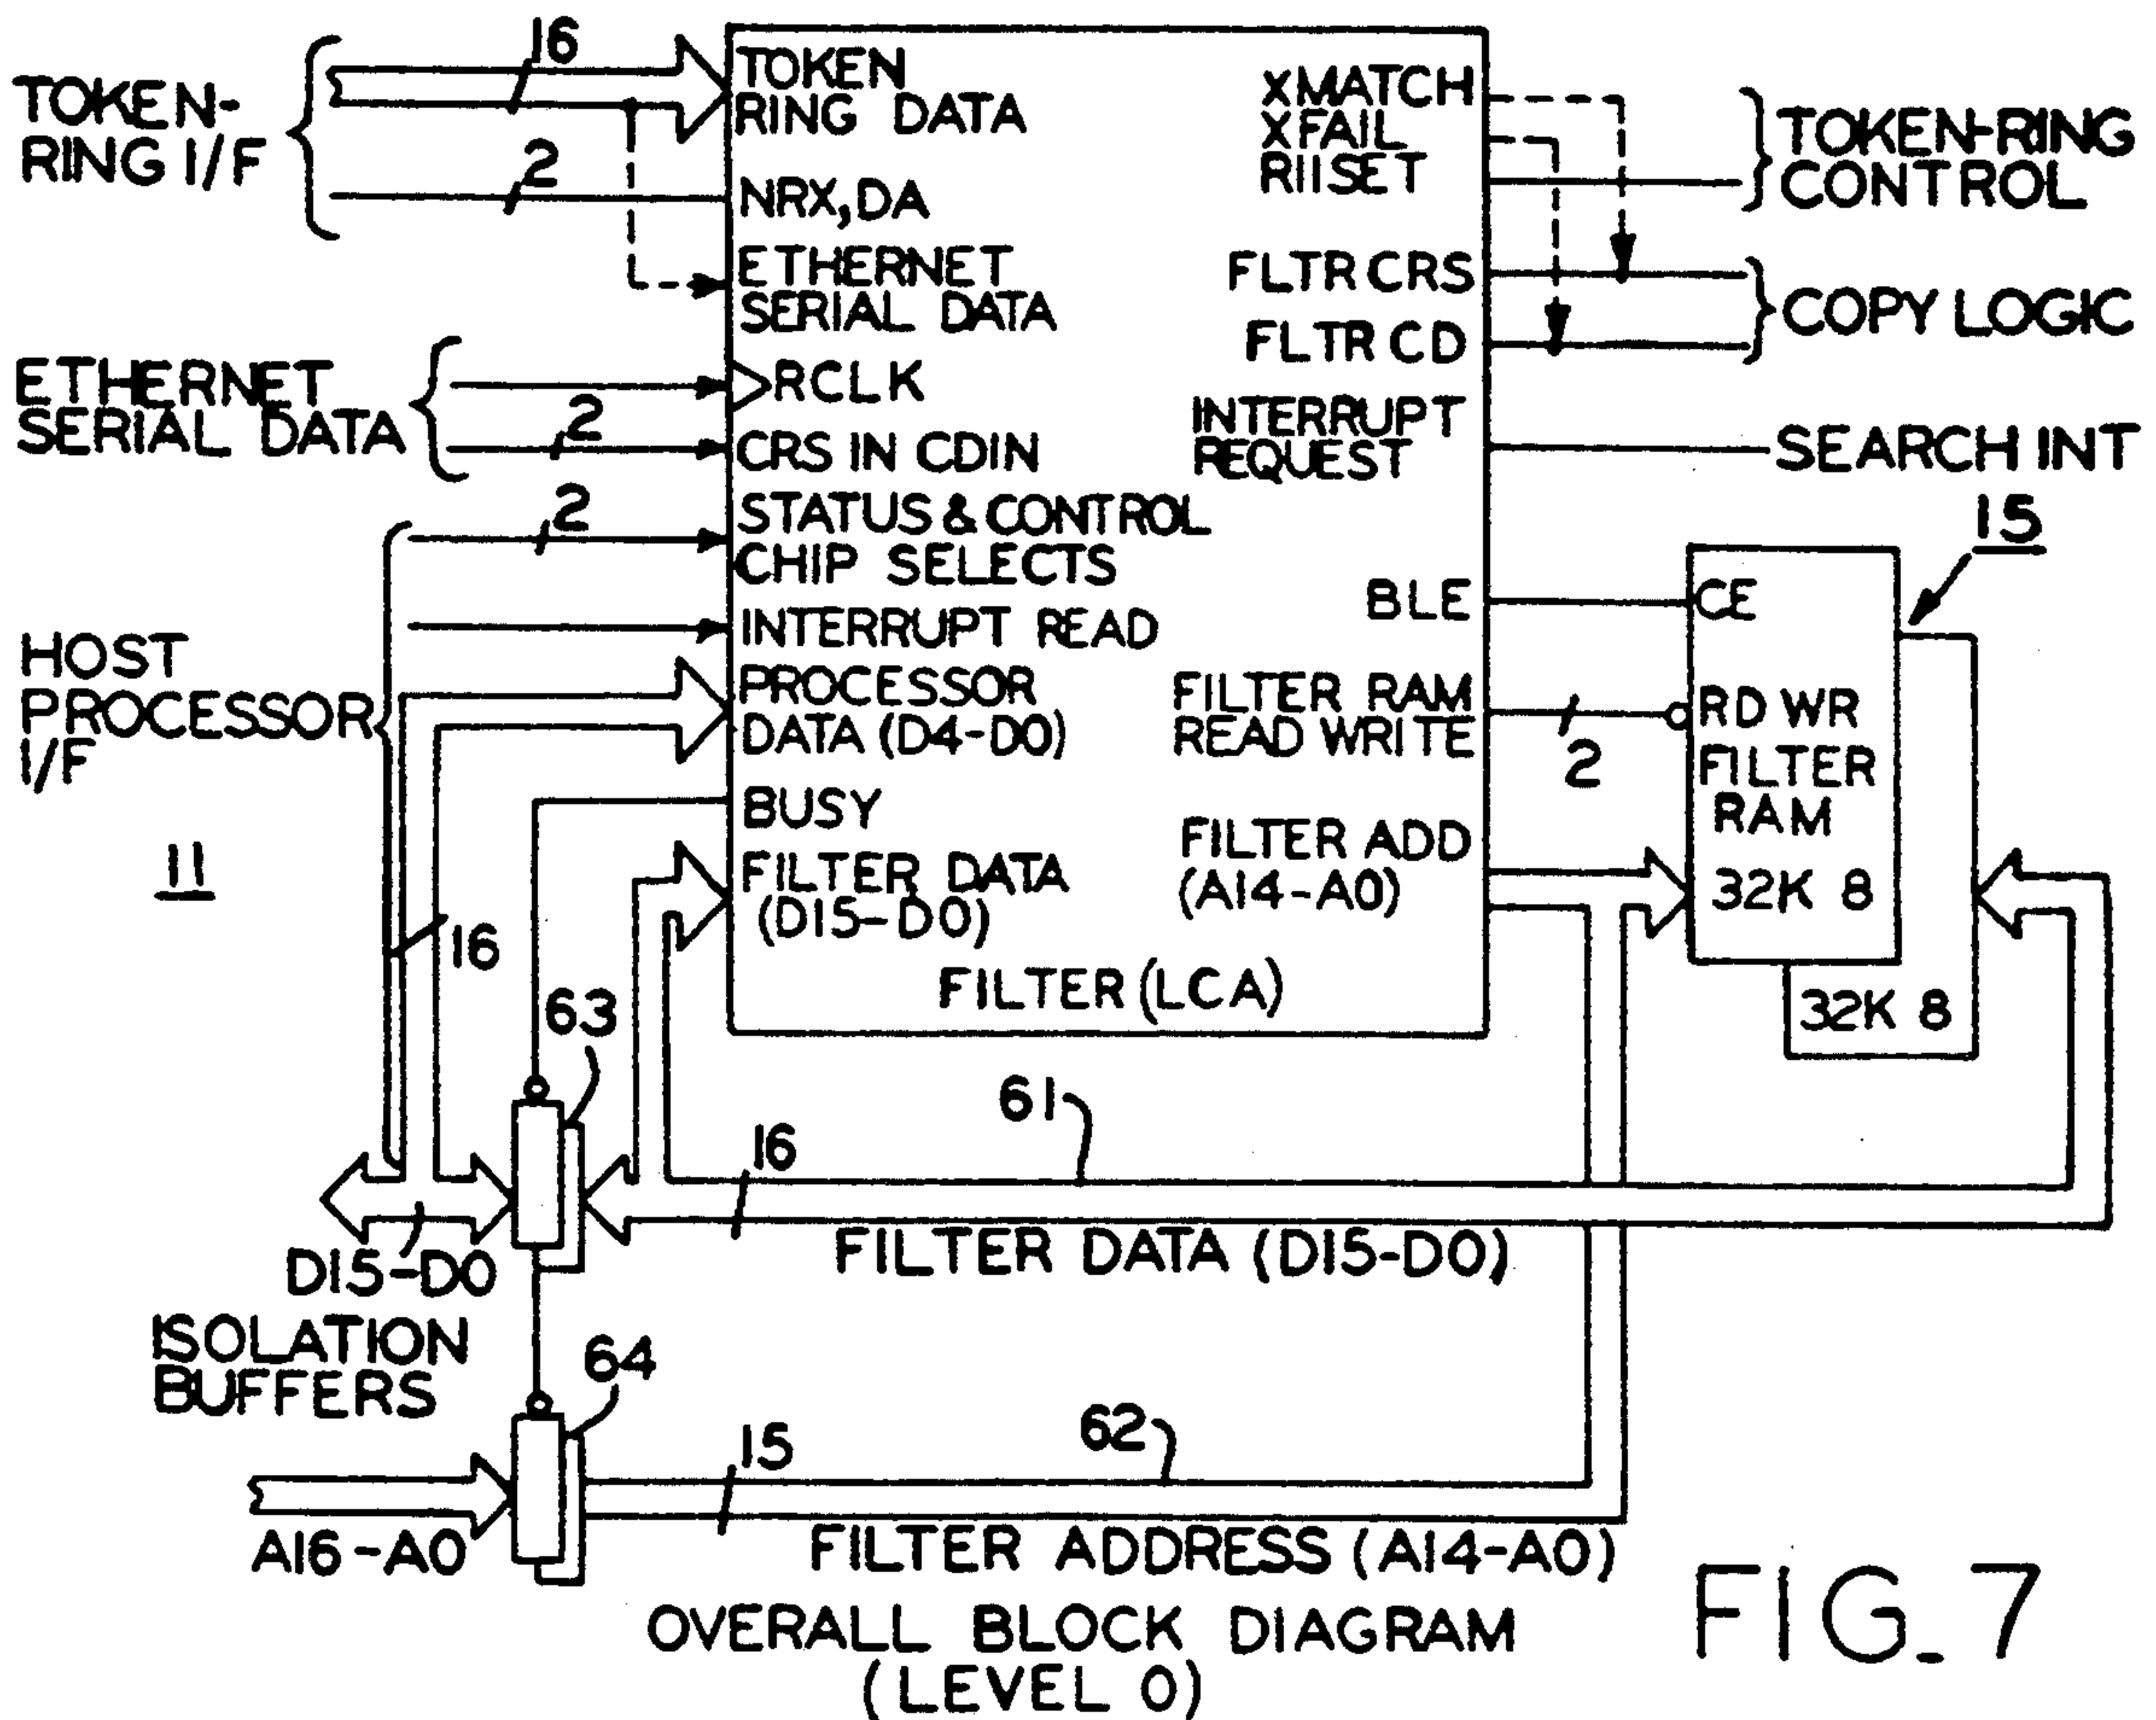 16
TOKEN-
RING I/F
2
TOKEN
RING DATA
NRX, DA
ETHERNET
SERIAL DATA
ETHERNET
SERIAL DATA
RCLK
2
CRS IN CDIN
2
STATUS & CONTROL
CHIP SELECTS
INTERRUPT READ
HOST
PROCESSOR
I/F
PROCESSOR
DATA (D4-D0)
BUSY
FILTER DATA
(D15-D0)
FILTER (LCA)
XMATCH
XFAIL
RIISET
TOKEN-RING
CONTROL
FLTR CRS
FLTR CD
COPY LOGIC
INTERRUPT
REQUEST
SEARCH INT
15
BLE
CE
FILTER RAM
READ WRITE
2
RD WR
FILTER
RAM
32K 8
32K 8
FILTER ADD
(A14-A0)
11
16
63
61
16
D15-D0
FILTER DATA (D15-D0)
ISOLATION
BUFFERS
64
62
15
A16-A0
FILTER ADDRESS (A14-A0)
OVERALL BLOCK DIAGRAM
(LEVEL 0)
FIG. 7